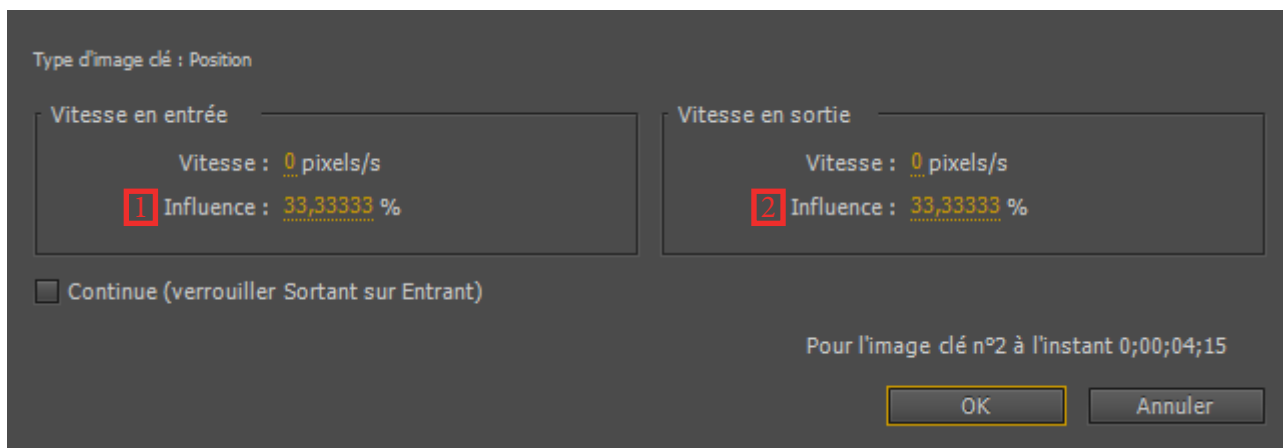 Type d'image clé : Position
Vitesse en entrée
Vitesse : 0 pixels/s
1 Influence : 33,33333 %
Vitesse en sortie
Vitesse : 0 pixels/s
2 Influence : 33,33333 %
Continue (verrouiller Sortant sur Entrant)
Pour l'image clé n°2 à l'instant 0;00;04;15
OK
Annuler